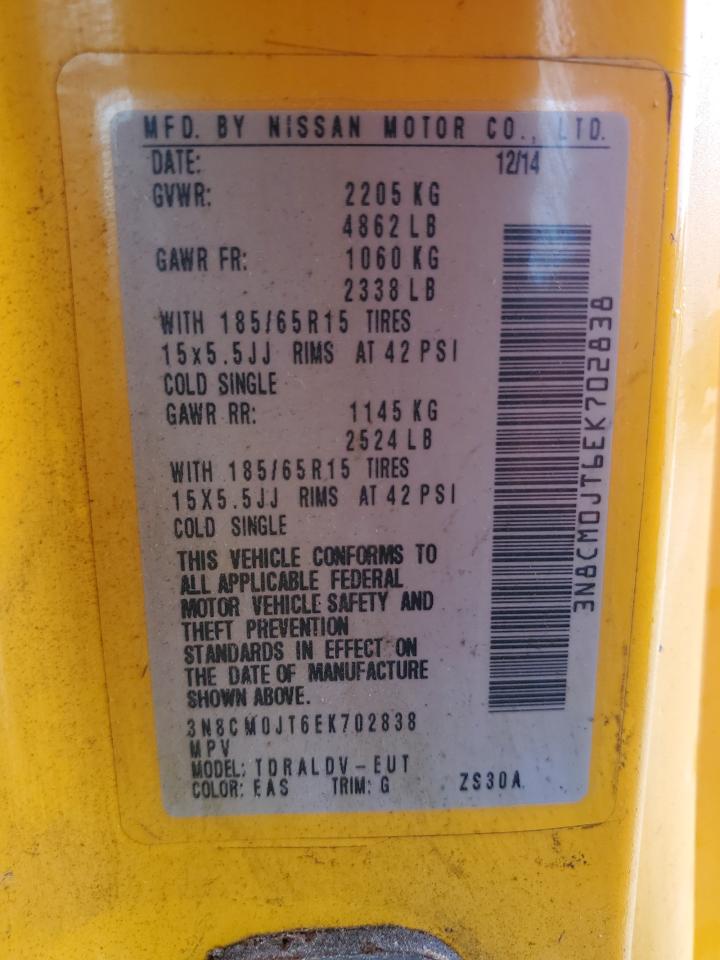 MFD. BY NISSAN MOTOR CO., LTD.
DATE: 12/14
GVWR: 2205 KG
4862 LB
GAWR FR: 1060 KG
2338 LB
WITH 185/65R15 TIRES
15x5.5JJ RIMS AT 42 PSI
COLD SINGLE
GAWR RR: 1145 KG
2524 LB
WITH 185/65R15 TIRES
15X5.5JJ RIMS AT 42 PSI
COLD SINGLE
THIS VEHICLE CONFORMS TO
ALL APPLICABLE FEDERAL
MOTOR VEHICLE SAFETY AND
THEFT PREVENTION
STANDARDS IN EFFECT ON
THE DATE OF MANUFACTURE
SHOWN ABOVE.
3N8CM0JT6EK702838
MPV
MODEL: TDRALDV-EUT
COLOR: EAS TRIM: G ZS30A
3N8CM0JT6EK702838